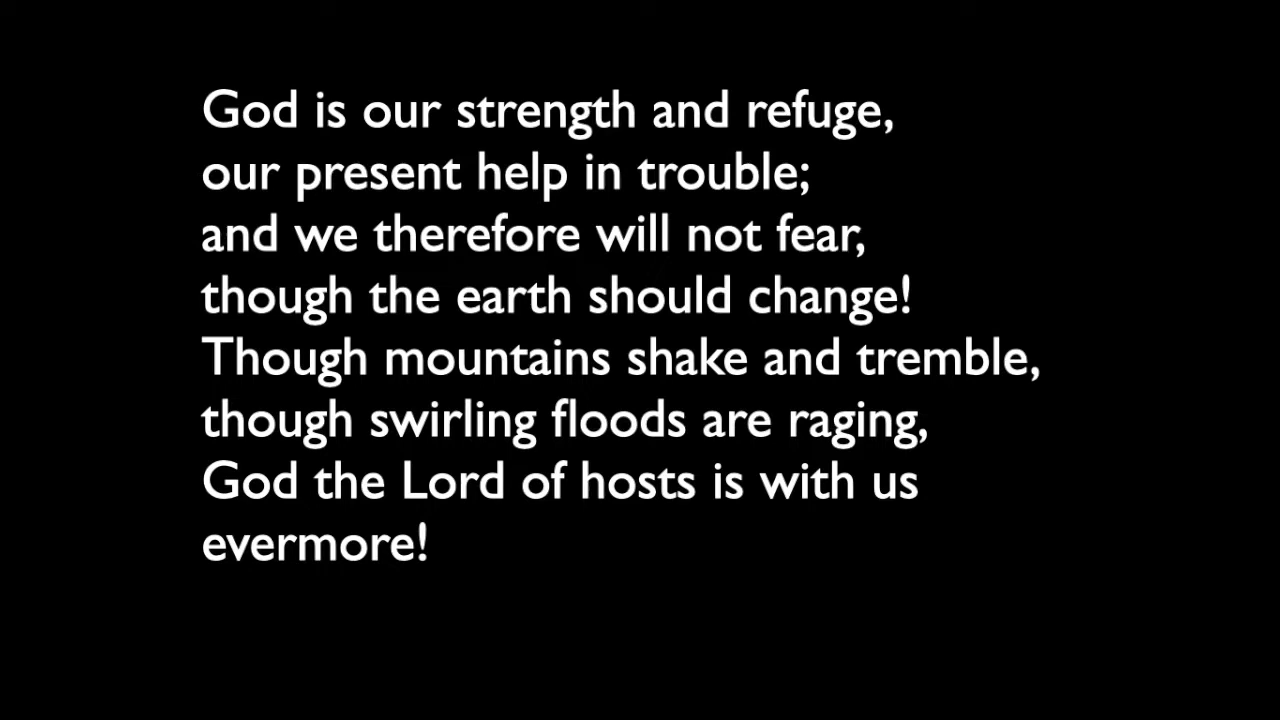 God is our strength and refuge,
our present help in trouble;
and we therefore will not fear,
though the earth should change!
Though mountains shake and tremble,
though swirling floods are raging,
God the Lord of hosts is with us
evermore!